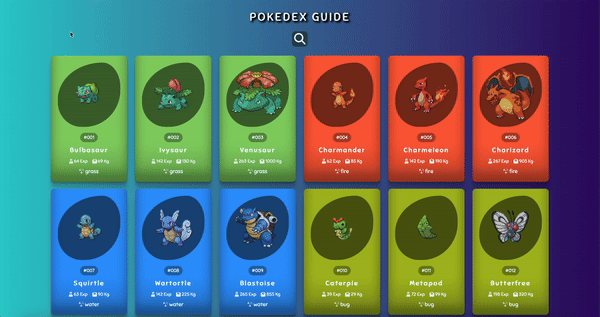 POKEDEX GUIDE
#001 #002 #003 #004 #005 #006
Bulbasaur Ivysaur Venusaur Charmander Charmeleon Charizard
64 Exp 69 Kg 142 Exp 130 Kg 263 Exp 1000 Kg 62 Exp 85 Kg 142 Exp 190 Kg 267 Exp 905 Kg
grass grass grass fire fire fire
#007 #008 #009 #010 #011 #012
Squirtle Wartortle Blastoise Caterpie Metapod Butterfree
63 Exp 90 Kg 142 Exp 225 Kg 265 Exp 855 Kg 39 Exp 29 Kg 72 Exp 99 Kg 198 Exp 320 Kg
water water water bug bug bug